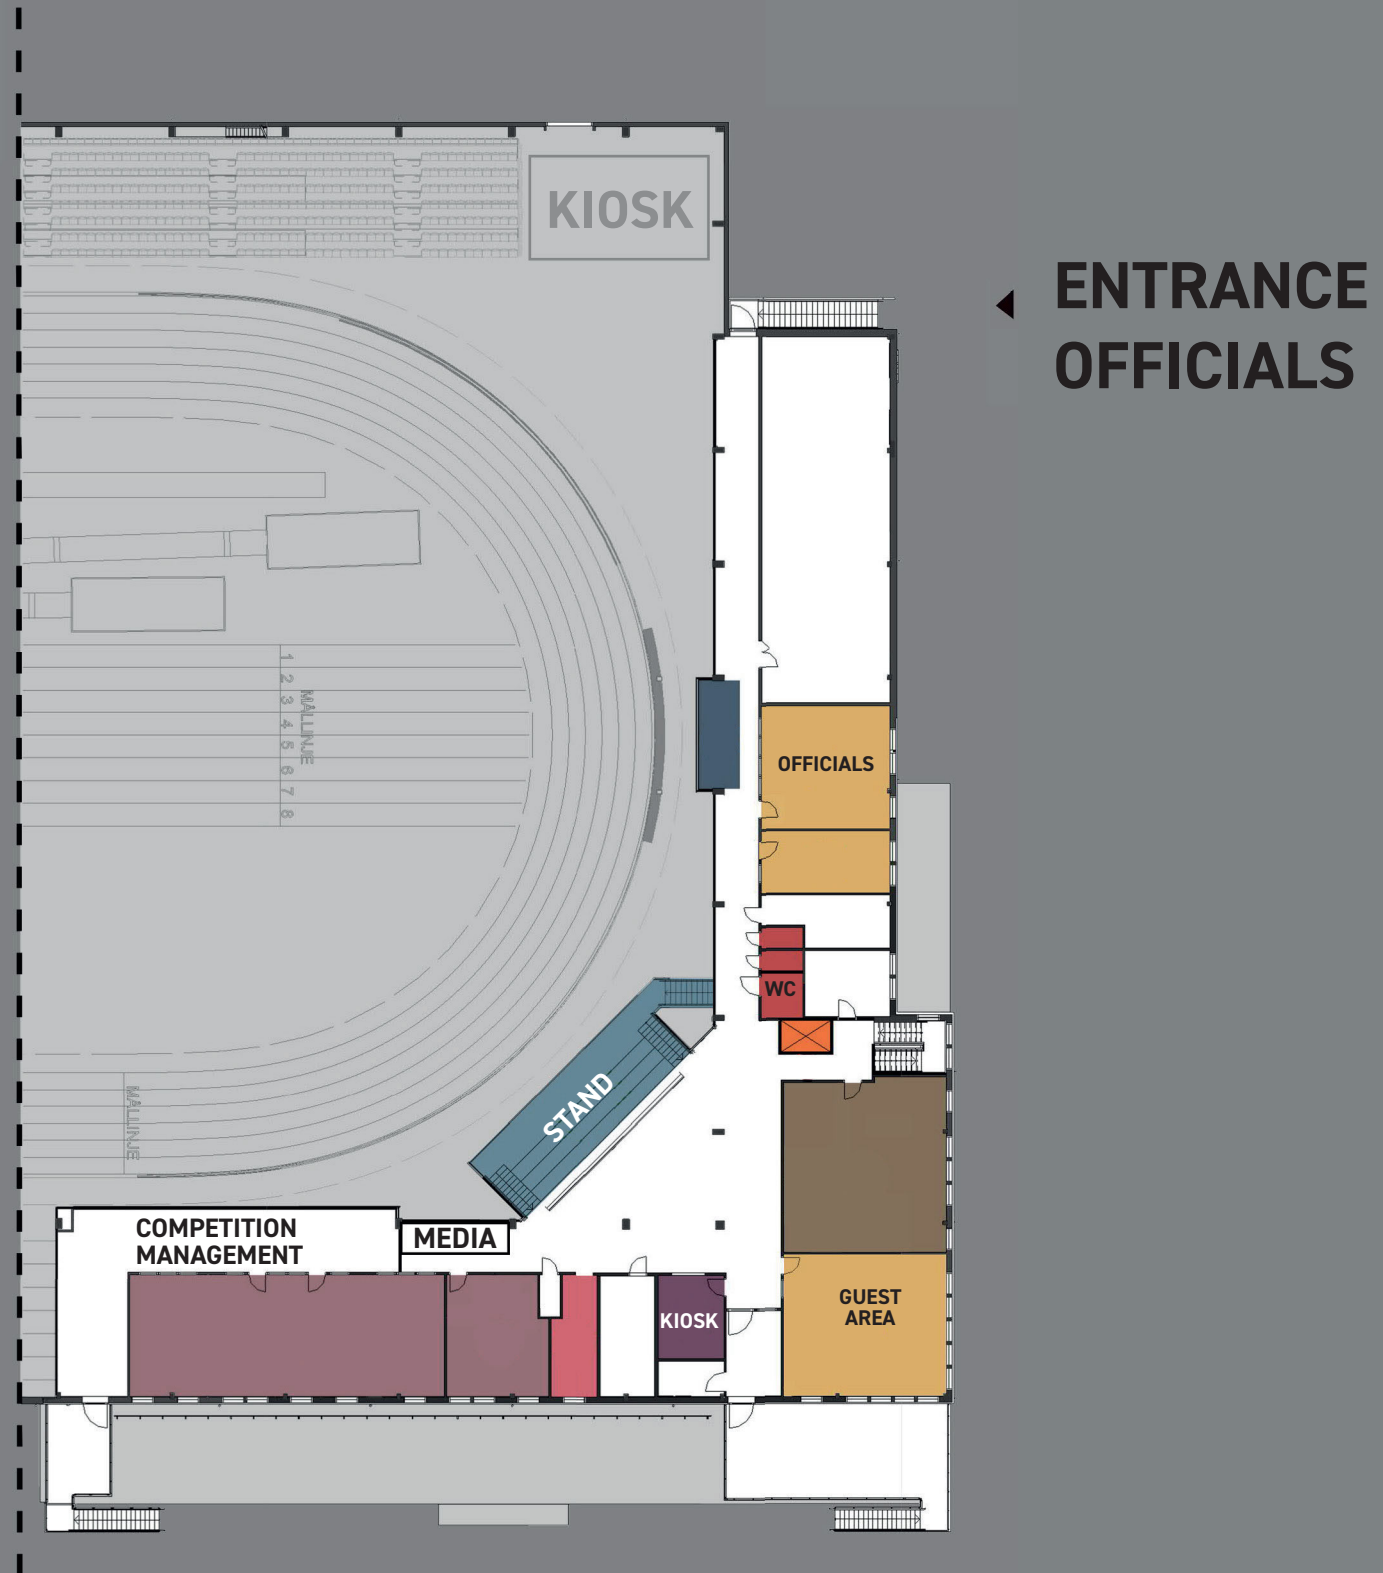 KIOSK
ENTRANCE
OFFICIALS
1
2
3
4
5
6
7
8
MÅLLINJE
OFFICIALS
WC
STAND
MÅLLINJE
COMPETITION
MANAGEMENT
MEDIA
GUEST
AREA
KIOSK